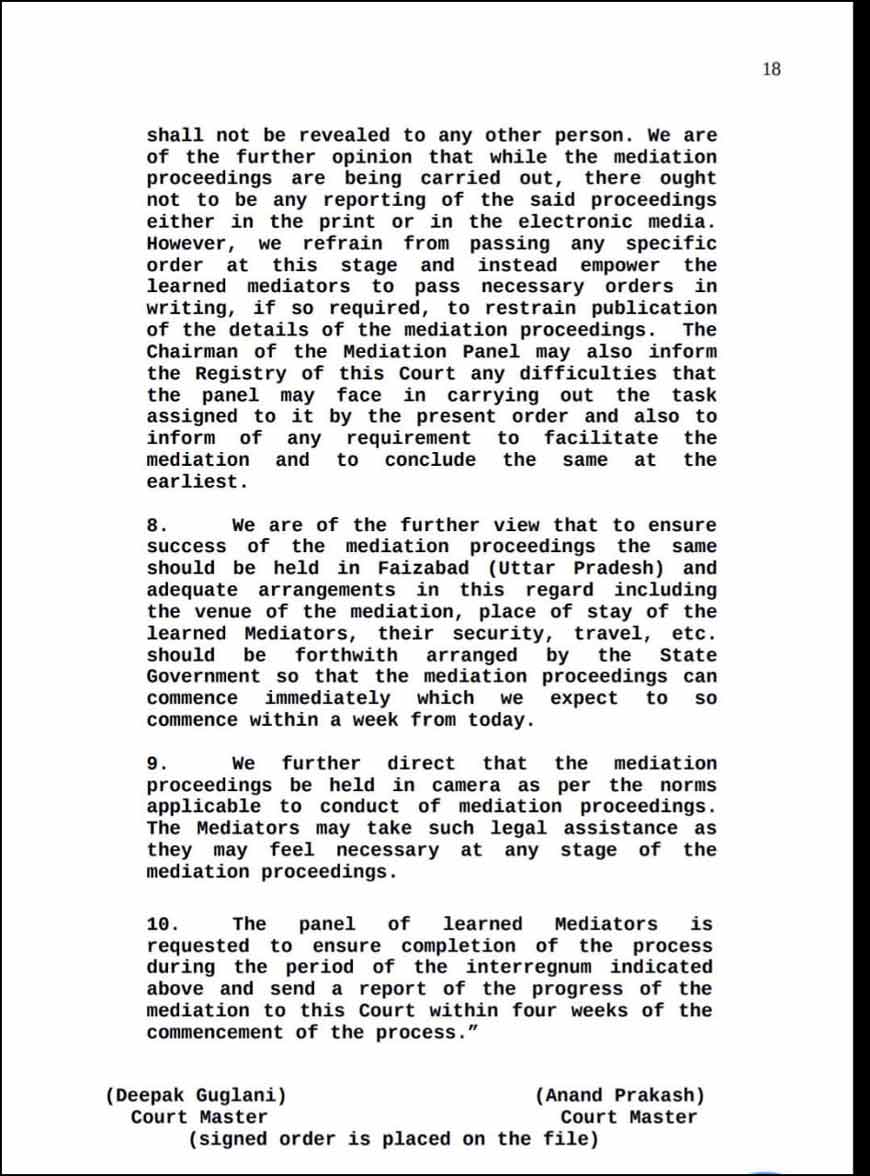 18
shall not be revealed to any other person. We are
of the further opinion that while the mediation
proceedings are being carried out, there ought
not to be any reporting of the said proceedings
either in the print or in the electronic media.
However, we refrain from passing any specific
order at this stage and instead empower the
learned mediators to pass necessary orders in
writing, if so required, to restrain publication
of the details of the mediation proceedings. The
Chairman of the Mediation Panel may also inform
the Registry of this Court any difficulties that
the panel may face in carrying out the task
assigned to it by the present order and also to
inform of any requirement to facilitate the
mediation and to conclude the same at the
earliest.
8. We are of the further view that to ensure
success of the mediation proceedings the same
should be held in Faizabad (Uttar Pradesh) and
adequate arrangements in this regard including
the venue of the mediation, place of stay of the
learned Mediators, their security, travel, etc.
should be forthwith arranged by the State
Government so that the mediation proceedings can
commence immediately which we expect to so
commence within a week from today.
9. We further direct that the mediation
proceedings be held in camera as per the norms
applicable to conduct of mediation proceedings.
The Mediators may take such legal assistance as
they may feel necessary at any stage of the
mediation proceedings.
10. The panel of learned Mediators is
requested to ensure completion of the process
during the period of the interregnum indicated
above and send a report of the progress of the
mediation to this Court within four weeks of the
commencement of the process.”
(Deepak Guglani) (Anand Prakash)
Court Master Court Master
(signed order is placed on the file)